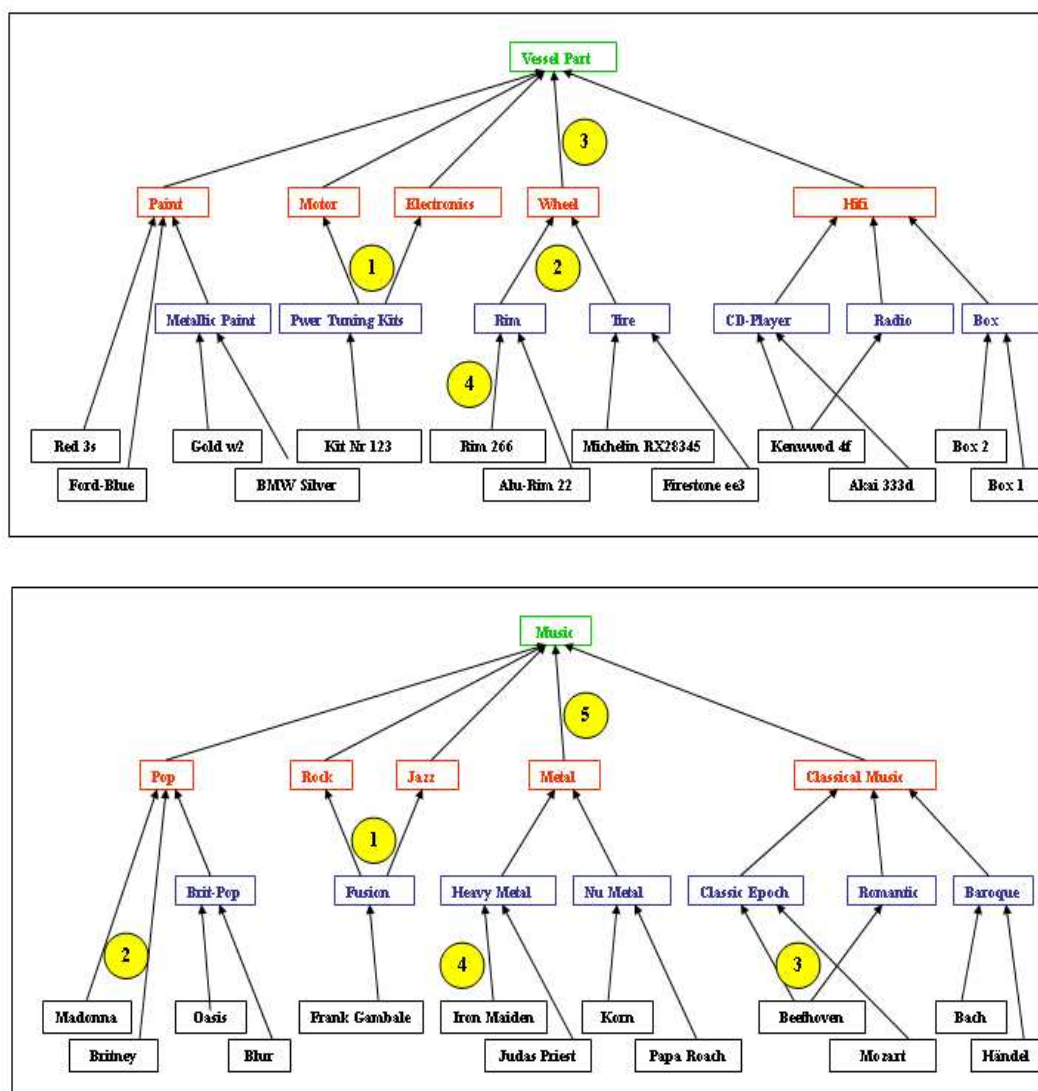 Vessel Part
3
Paint Motor Electronics Wheel Hifi
1 2
Metallic Paint Pwer Tuning Kits Rim Tire CD-Player Radio Box
4
Red 3s Gold w2 Kit Nr 123 Rim 266 Michelin RX28345 Kenwwod 4f Box 2
Ford-Blue BMW Silver Alu-Rim 22 Firestone ee3 Akai 333d Box 1
Music
5
Pop Rock Jazz Metal Classical Music
1
Brit-Pop Fusion Heavy Metal Nu Metal Classic Epoch Romantic Baroque
2 4 3
Madonna Oasis Frank Gambale Iron Maiden Korn Beethoven Bach
Britney Blur Judas Priest Papa Roach Mozart Händel